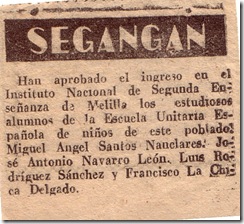 SEGANGAN
Han aprobado el ingreso en el
Instituto Nacional de Segunda En-
señanza de Melilla los estudiosos
alumnos de la Escuela Unitaria Es-
pañola de niños de este poblado
Miguel Angel Santos Nanclares. Jo-
sé Antonio Navarro León. Luis Ro-
dríguez Sánchez y Francisco La Chi-
ca Delgado.